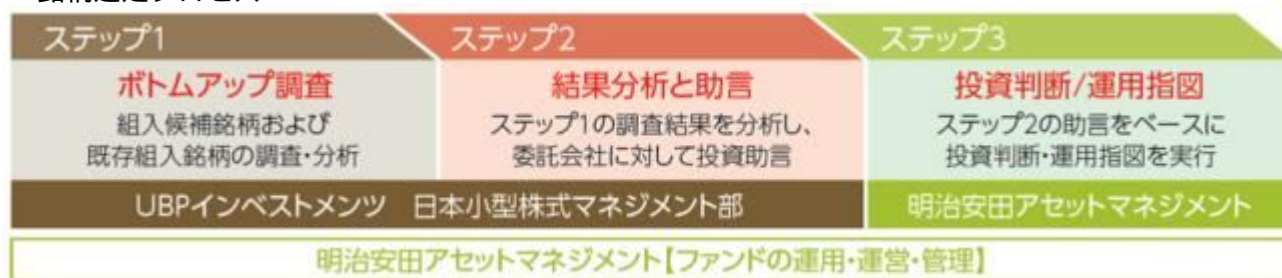 ステップ1
ステップ2
ステップ3
ボトムアップ調査
組入候補銘柄および
既存組入銘柄の調査・分析
結果分析と助言
ステップ1の調査結果を分析し、
委託会社に対して投資助言
投資判断/運用指図
ステップ2の助言をベースに
投資判断・運用指図を実行
UBPインベストメンツ 日本小型株式マネジメント部
明治安田アセットマネジメント
明治安田アセットマネジメント【ファンドの運用・運営・管理】